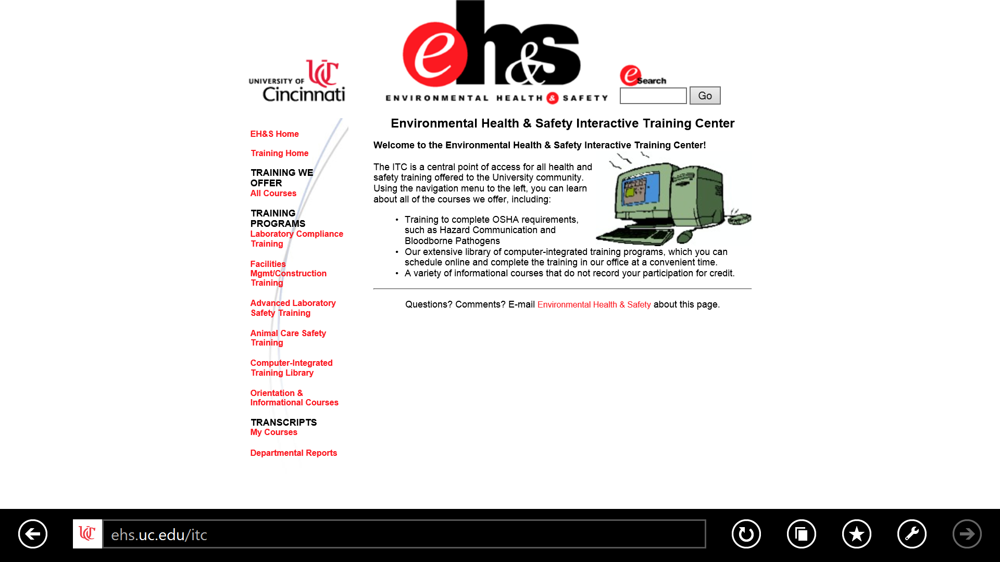 UNIVERSITY OF UC
Cincinnati
eh&s
ENVIRONMENTAL HEALTH & SAFETY
e Search
Go
EH&S Home
Training Home
TRAINING WE
OFFER
All Courses
TRAINING
PROGRAMS
Laboratory Compliance
Training
Facilities
Mgmt/Construction
Training
Advanced Laboratory
Safety Training
Animal Care Safety
Training
Computer-Integrated
Training Library
Orientation &
Informational Courses
TRANSCRIPTS
My Courses
Departmental Reports
Environmental Health & Safety Interactive Training Center
Welcome to the Environmental Health & Safety Interactive Training Center!
The ITC is a central point of access for all health and
safety training offered to the University community.
Using the navigation menu to the left, you can learn
about all of the courses we offer, including:
• Training to complete OSHA requirements,
such as Hazard Communication and
Bloodborne Pathogens
• Our extensive library of computer-integrated training programs, which you can
schedule online and complete the training in our office at a convenient time.
• A variety of informational courses that do not record your participation for credit.
Questions? Comments? E-mail Environmental Health & Safety about this page.
UC
ehs.uc.edu/itc